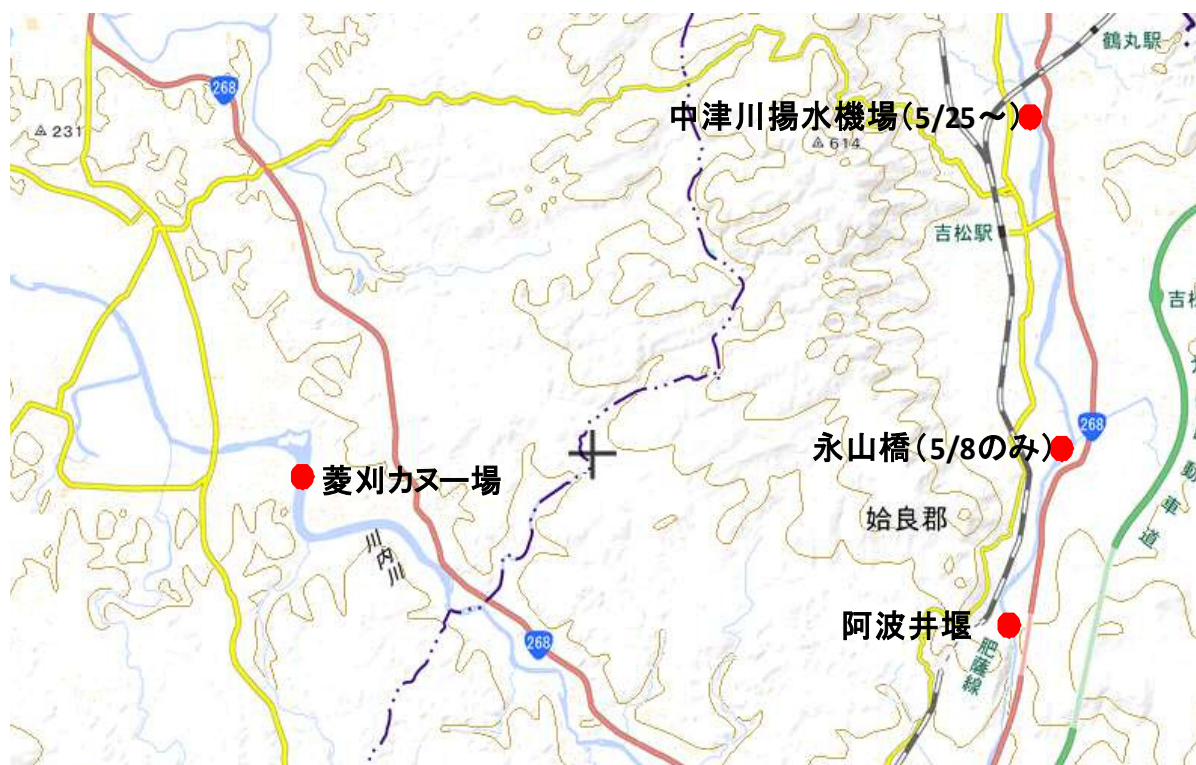 鶴丸駅
268
231
中津川揚水機場(5/25~)
614
吉松駅
吉松
268
永山橋(5/8のみ)
菱刈カヌー場
姶良郡
車
道
川内川
阿波井堰
268
肥薩線